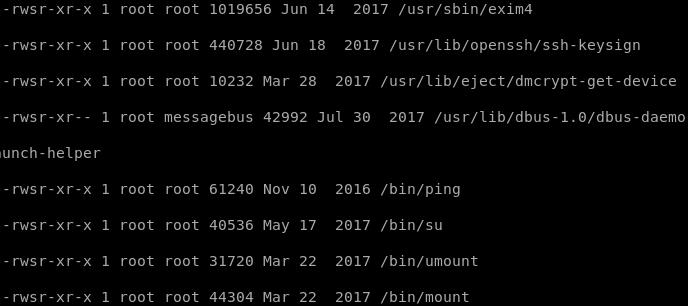 -rwsr-xr-x 1 root root 1019656 Jun 14  2017 /usr/sbin/exim4
-rwsr-xr-x 1 root root 440728 Jun 18  2017 /usr/lib/openssh/ssh-keysign
-rwsr-xr-x 1 root root 10232 Mar 28  2017 /usr/lib/eject/dmcrypt-get-device
-rwsr-xr-- 1 root messagebus 42992 Jul 30  2017 /usr/lib/dbus-1.0/dbus-daemo
unch-helper
-rwsr-xr-x 1 root root 61240 Nov 10  2016 /bin/ping
-rwsr-xr-x 1 root root 40536 May 17  2017 /bin/su
-rwsr-xr-x 1 root root 31720 Mar 22  2017 /bin/umount
-rwsr-xr-x 1 root root 44304 Mar 22  2017 /bin/mount